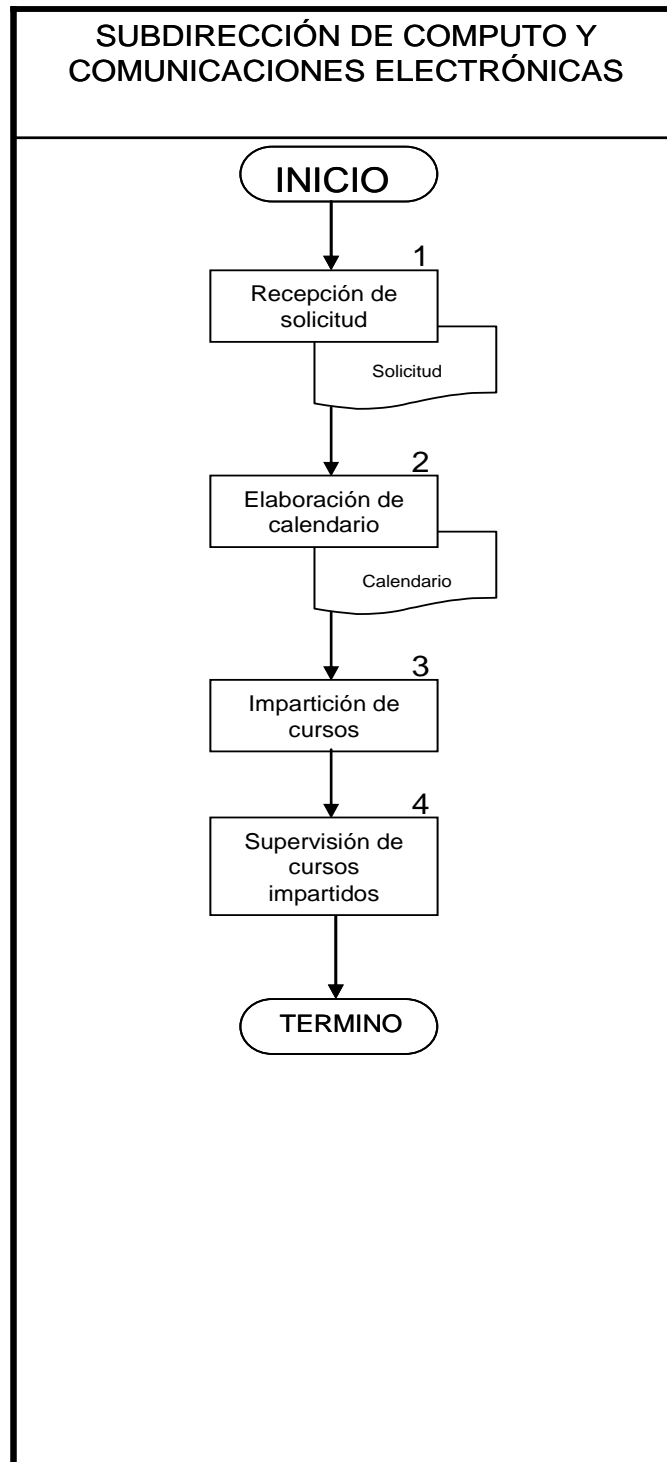 SUBDIRECCIÓN DE COMPUTO Y
COMUNICACIONES ELECTRÓNICAS
INICIO
1
Recepción de
solicitud
Solicitud
2
Elaboración de
calendario
Calendario
3
Impartición de
cursos
4
Supervisión de
cursos
impartidos
TERMINO